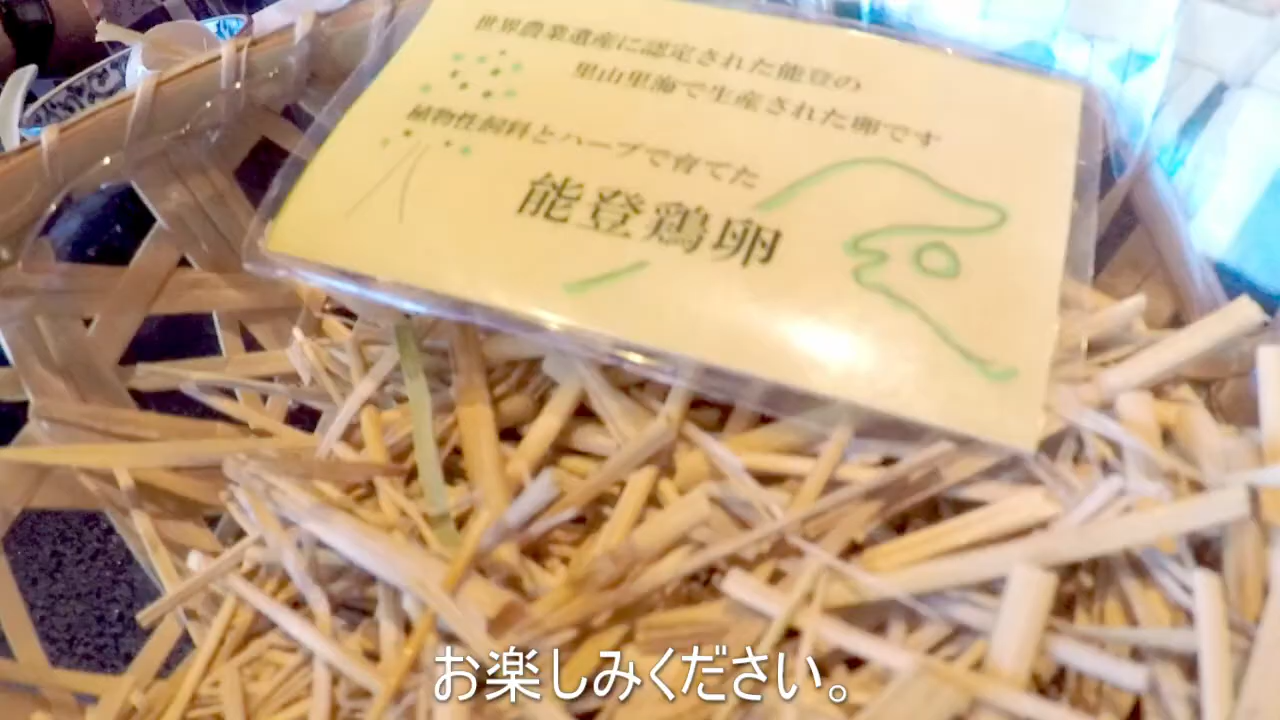 世界農業遺産に認定された能登の
里山里海で生産された卵です
植物性飼料とハーブで育てた
能登鶏卵
お楽しみください。